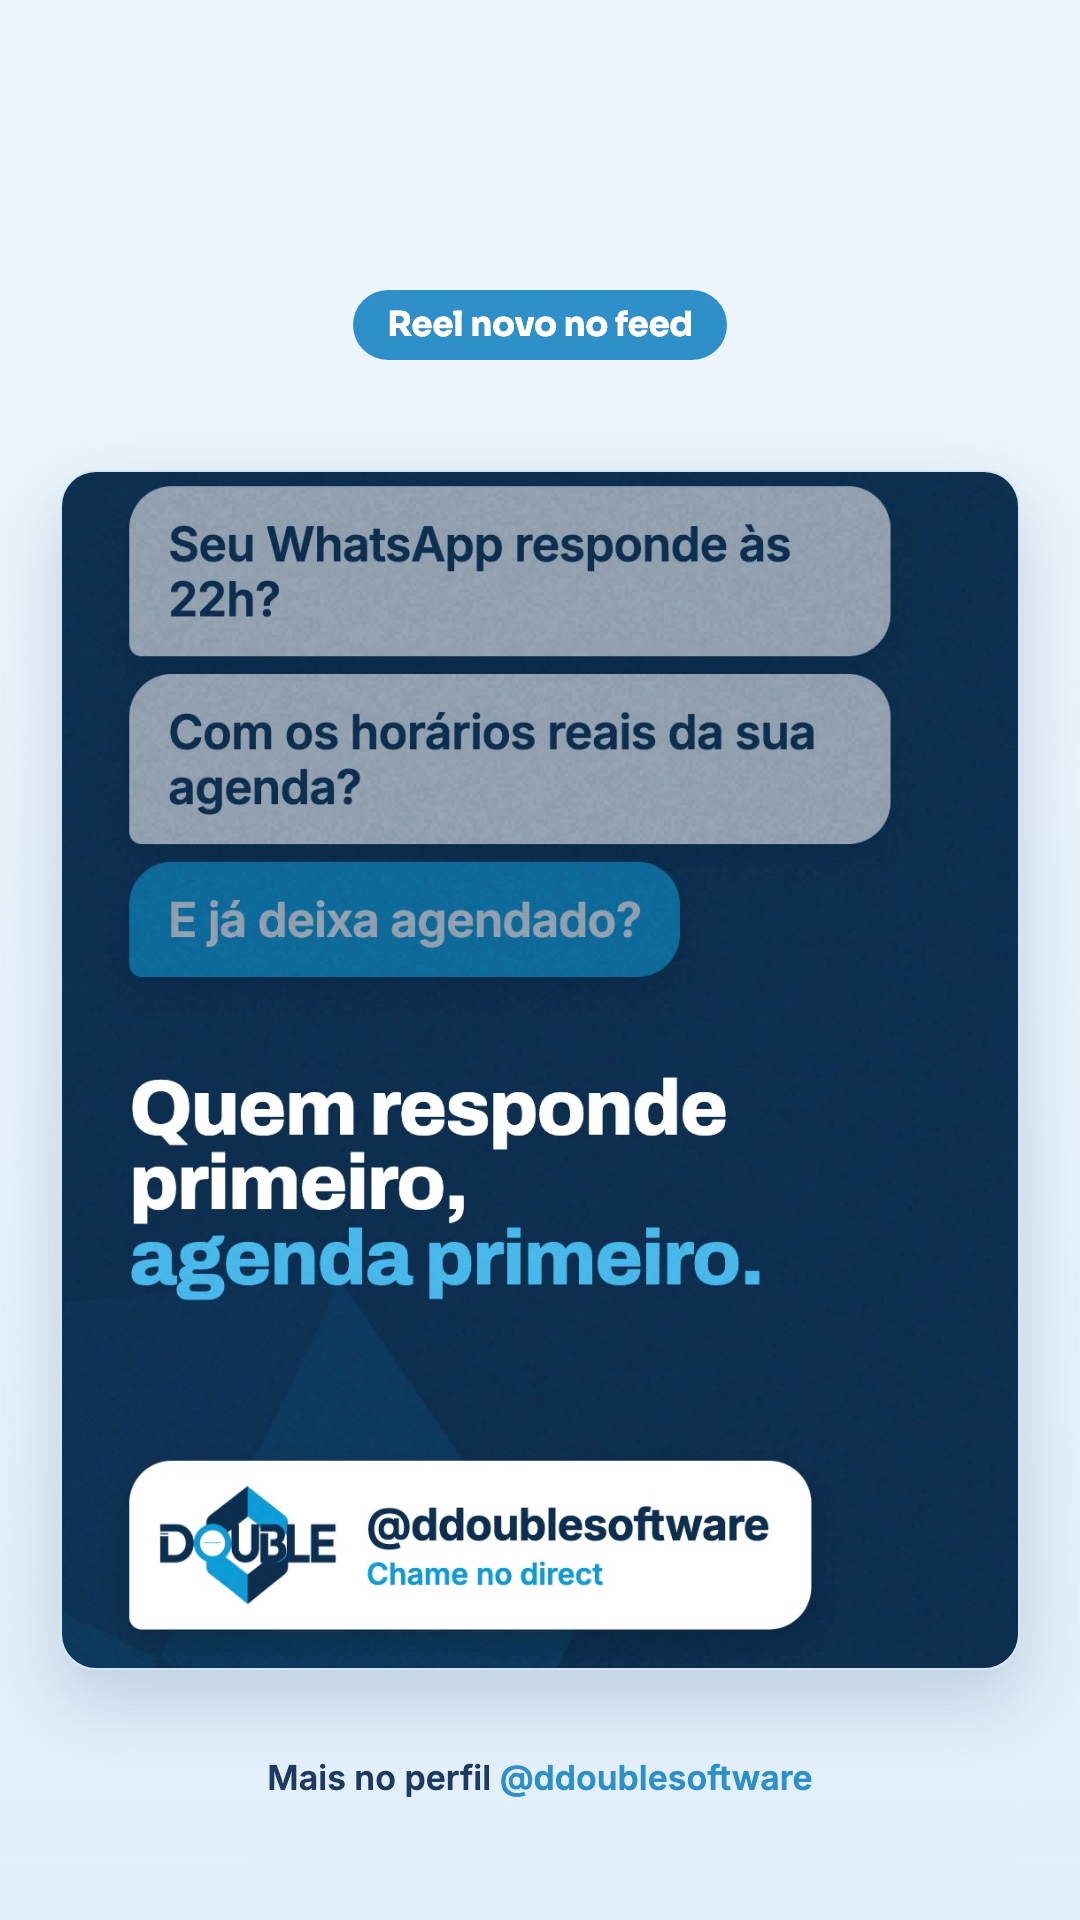 Reel novo no feed
Seu WhatsApp responde às
22h?
Com os horários reais da sua
agenda?
E já deixa agendado?
Quem responde
primeiro,
agenda primeiro.
DOUBLE
@ddoublesoftware
Chame no direct
Mais no perfil @ddoublesoftware